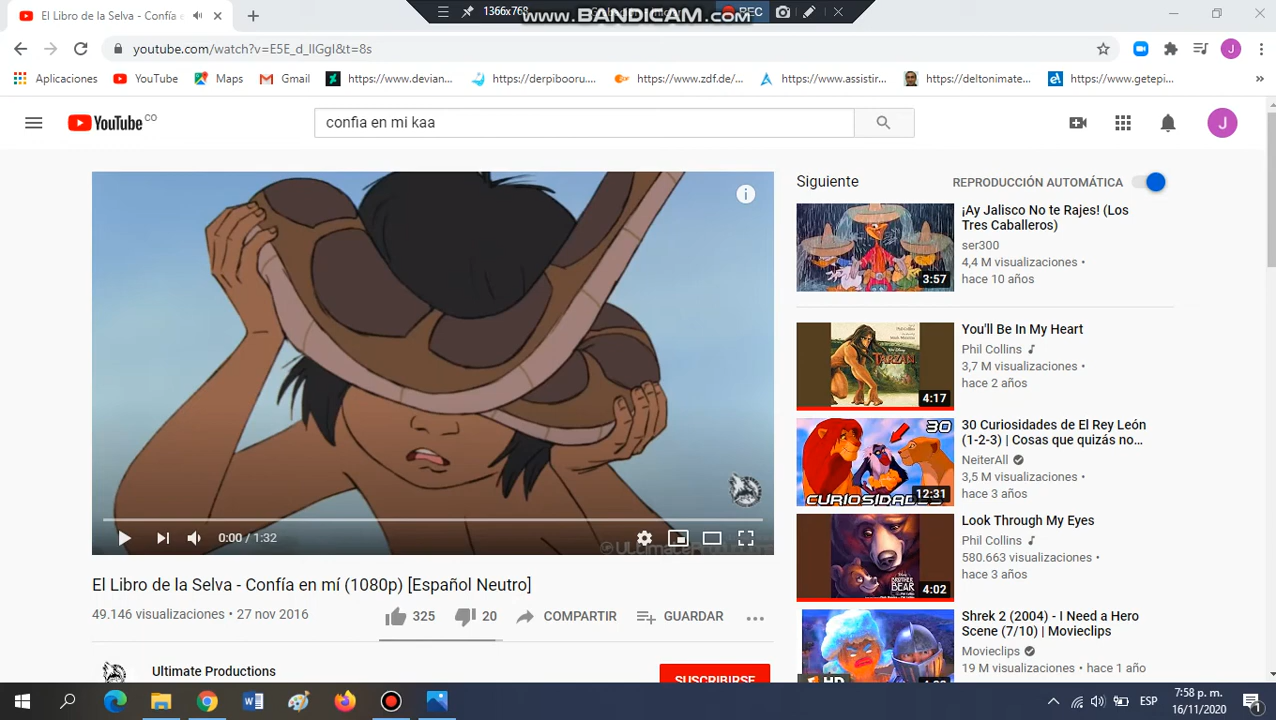 El Libro de la Selva - Confía e
1366x768
www.BANDICAM.com
REC
youtube.com/watch?v=E5E_d_IIGgI&t=8s
J
Aplicaciones
YouTube
Maps
Gmail
https://www.devian...
https://derpibooru....
https://www.zdf.de/...
https://www.assistir...
https://deltonimate...
https://www.getepi...
»
YouTube CO
confia en mi kaa
J
i
0:00 / 1:32
El Libro de la Selva - Confía en mí (1080p) [Español Neutro]
49.146 visualizaciones • 27 nov 2016
325
20
COMPARTIR
GUARDAR
Ultimate Productions
SUSCRIBIRSE
Siguiente
REPRODUCCIÓN AUTOMÁTICA
3:57
¡Ay Jalisco No te Rajes! (Los
Tres Caballeros)
ser300
4,4 M visualizaciones •
hace 10 años
TARZAN
4:17
You'll Be In My Heart
Phil Collins
3,7 M visualizaciones •
hace 2 años
30
CURIOSIDADES
12:31
30 Curiosidades de El Rey León
(1-2-3) | Cosas que quizás no...
NeiterAll
3,5 M visualizaciones •
hace 3 años
BROTHER
BEAR
4:02
Look Through My Eyes
Phil Collins
580.663 visualizaciones •
hace 3 años
HD
Shrek 2 (2004) - I Need a Hero
Scene (7/10) | Movieclips
Movieclips
19 M visualizaciones • hace 1 año
ESP
7:58 p. m.
16/11/2020
1